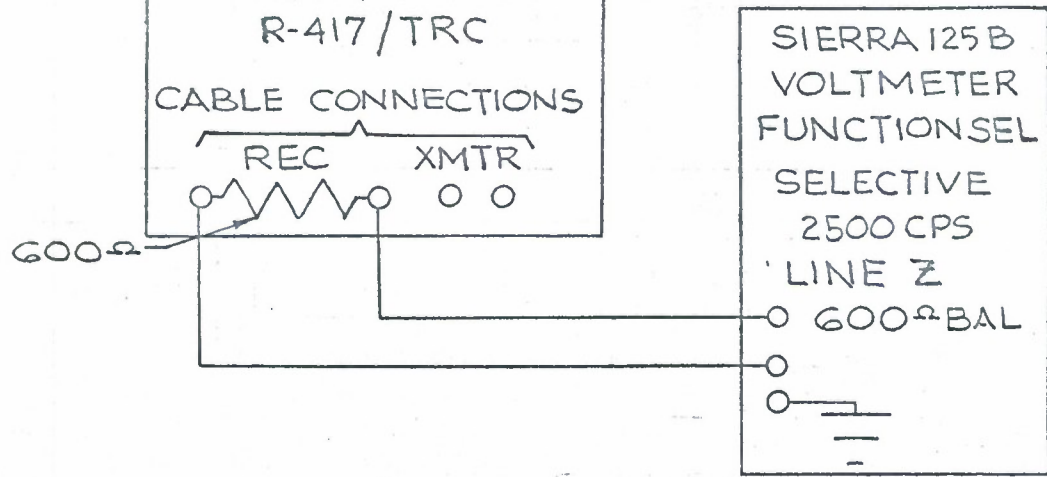 R-417/TRC
CABLE CONNECTIONS
REC XMTR
600Ω
SIERRA 125B
VOLTMETER
FUNCTION SEL
SELECTIVE
2500 CPS
LINE Z
600Ω BAL